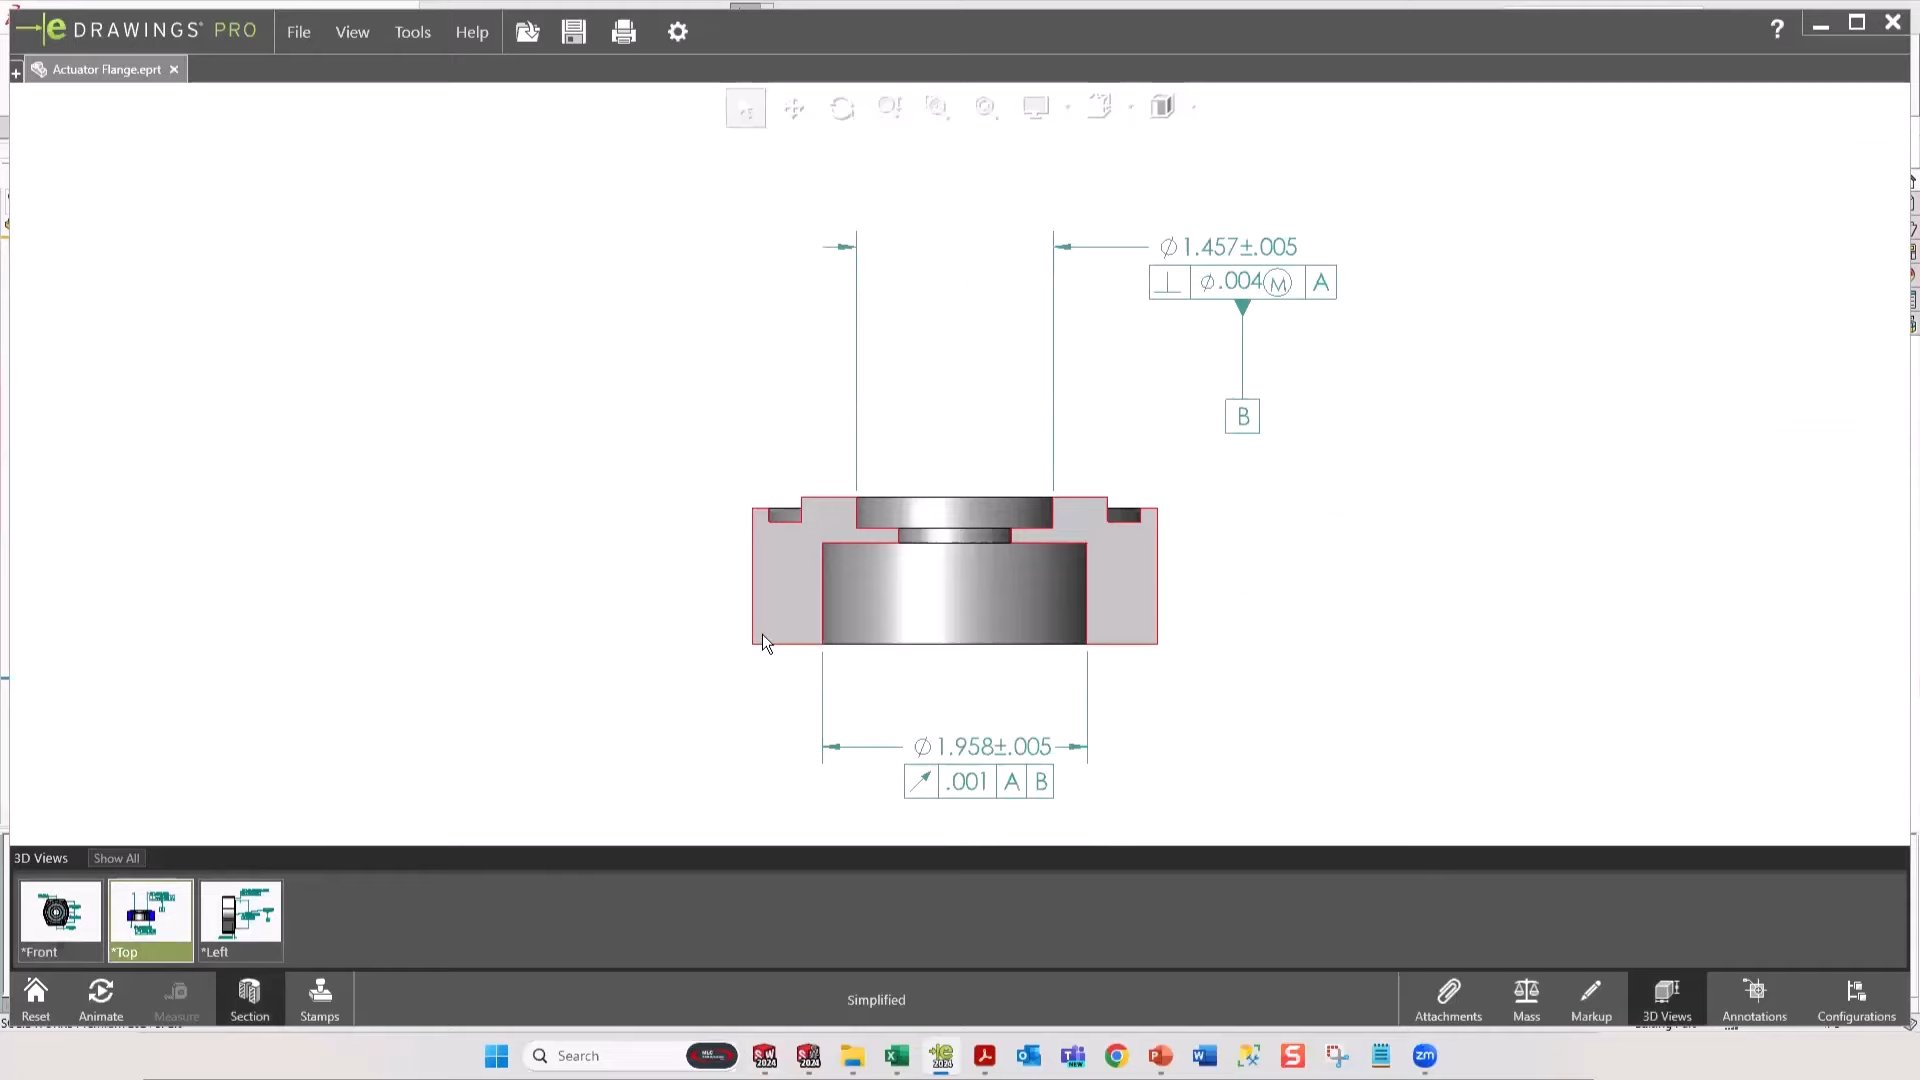 eDRAWINGS® PRO
File View Tools Help
?
Actuator Flange.eprt
∅1.457±.005
⊥ ∅.004Ⓜ A
B
∅1.958±.005
↗ .001 A B
3D Views Show All
*Front *Top *Left
Reset Animate Measure Section Stamps
Simplified
Attachments Mass Markup 3D Views Annotations Configurations
Search